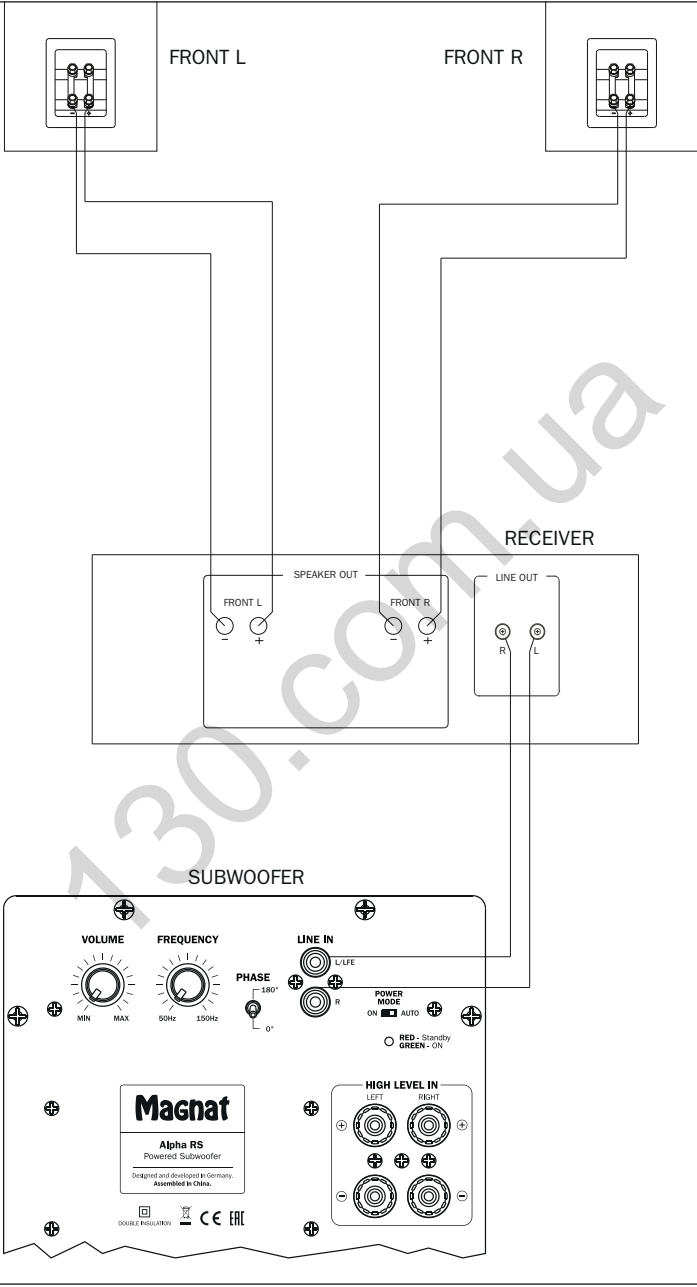 FRONT L
FRONT R
- +
- +
RECEIVER
SPEAKER OUT
LINE OUT
FRONT L
FRONT R
- +
- +
R
L
130.com.ua
SUBWOOFER
VOLUME
FREQUENCY
LINE IN
L/LFE
R
PHASE
180°
0°
MIN
MAX
50Hz
150Hz
POWER
MODE
ON
AUTO
RED - Standby
GREEN - ON
HIGH LEVEL IN
LEFT
RIGHT
+ +
- -
Magnat
Alpha RS
Powered Subwoofer
Designed and developed in Germany.
Assembled in China.
DOUBLE INSULATION
CE EAC